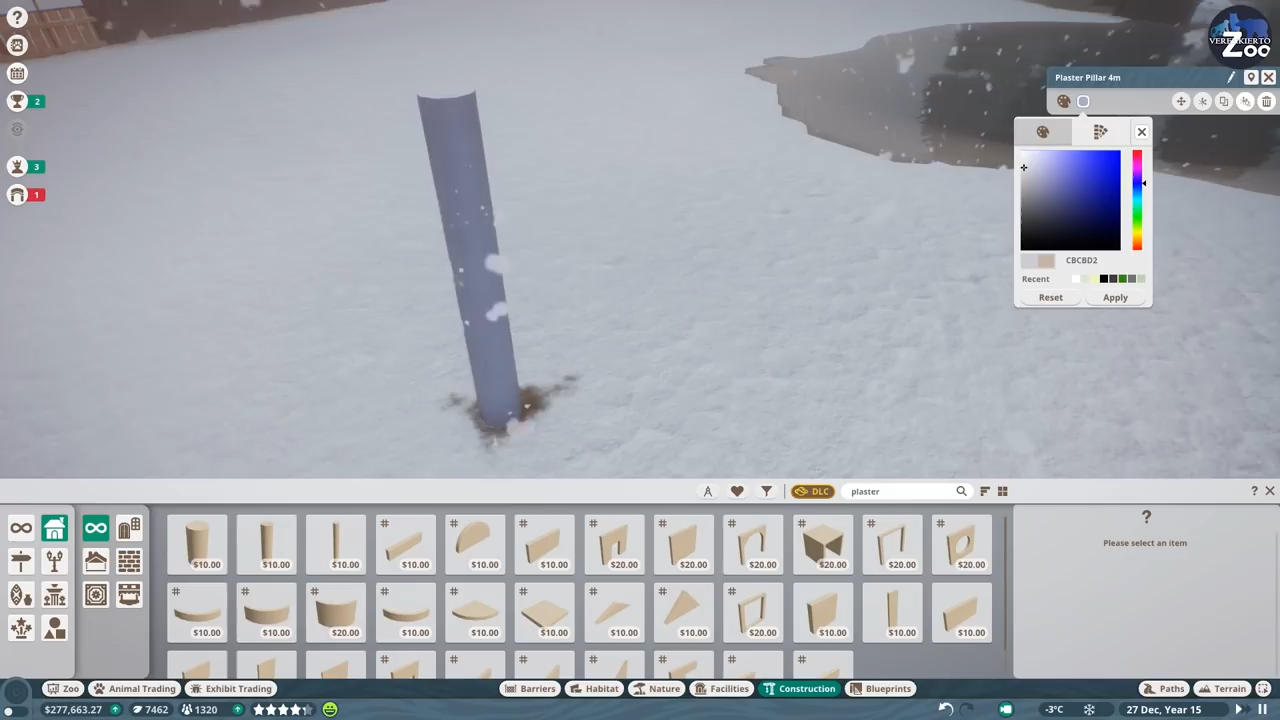 ?
Zoo
Plaster Pillar 4m
2
3
1
CBCBD2
Recent
Reset
Apply
DLC
plaster
?
$10.00 $10.00 $10.00 $10.00 $10.00 $10.00 $20.00 $20.00 $20.00 $20.00 $20.00 $20.00
?
Please select an item
$10.00 $10.00 $20.00 $10.00 $10.00 $10.00 $10.00 $10.00 $20.00 $10.00 $10.00 $10.00
Zoo
Animal Trading
Exhibit Trading
Barriers
Habitat
Nature
Facilities
Construction
Blueprints
Paths
Terrain
$277,663.27
7462
1320
-3°C
27 Dec, Year 15